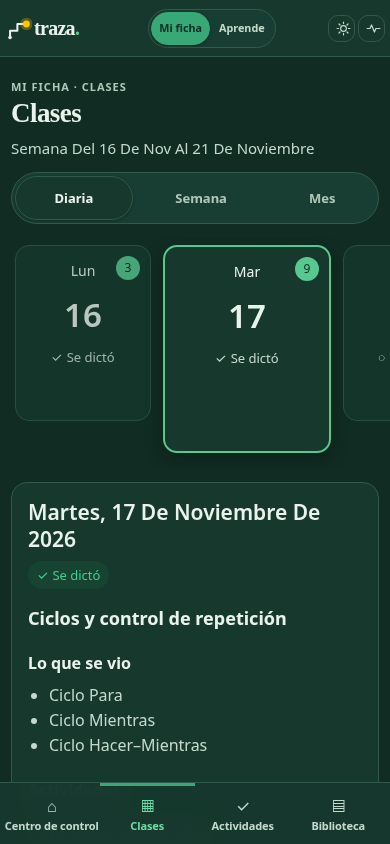 traza.
Mi ficha
Aprende
MI FICHA · CLASES
Clases
Semana Del 16 De Nov Al 21 De Noviembre
Diaria
Semana
Mes
Lun
3
16
✓ Se dictó
Mar
9
17
✓ Se dictó
Martes, 17 De Noviembre De
2026
✓ Se dictó
Ciclos y control de repetición
Lo que se vio
• Ciclo Para
• Ciclo Mientras
• Ciclo Hacer–Mientras
Centro de control
Clases
Actividades
Biblioteca